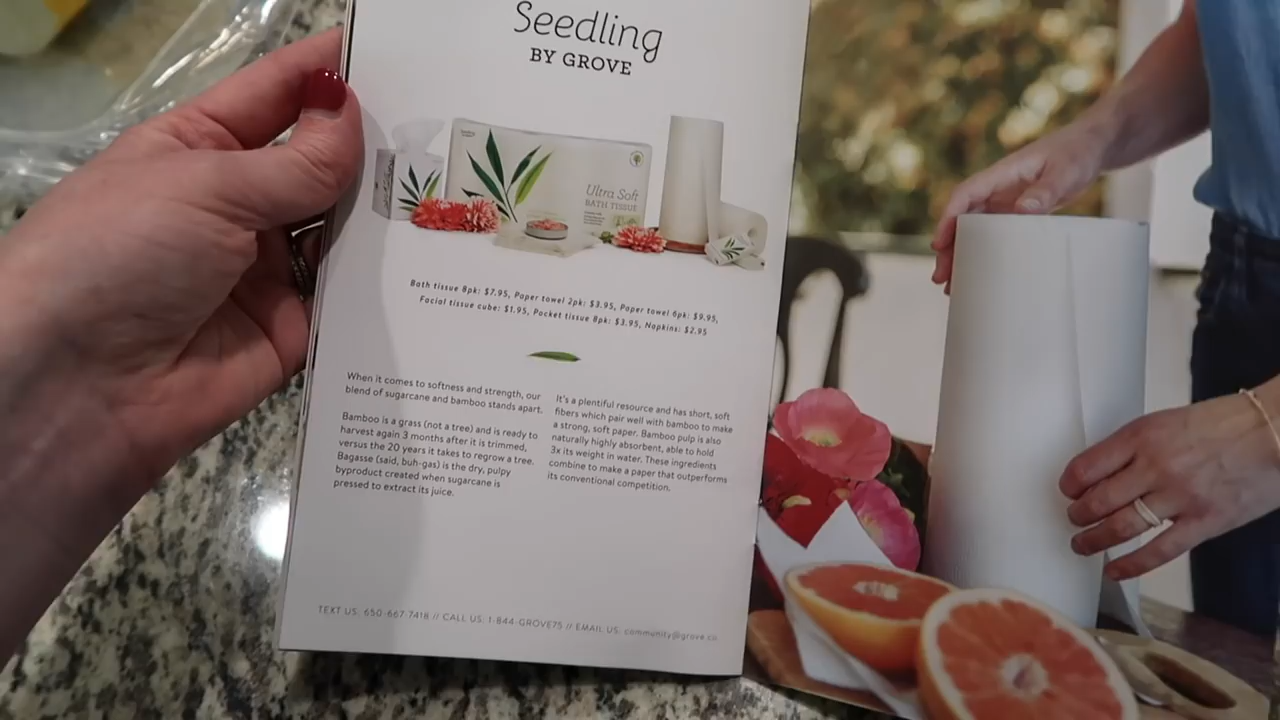 Seedling
BY GROVE
Ultra Soft
BATH TISSUE
Bath tissue 8pk: $7.95, Paper towel 2pk: $3.95, Paper towel 6pk: $9.95,
Facial tissue cube: $1.95, Pocket tissue 8pk: $3.95, Napkins: $2.95
When it comes to softness and strength, our
blend of sugarcane and bamboo stands apart.
Bamboo is a grass (not a tree) and is ready to
harvest again 3 months after it is trimmed,
versus the 20 years it takes to regrow a tree.
Bagasse (said, buh-gas) is the dry, pulpy
byproduct created when sugarcane is
pressed to extract its juice.
It's a plentiful resource and has short, soft
fibers which pair well with bamboo to make
a strong, soft paper. Bamboo pulp is also
naturally highly absorbent, able to hold
3x its weight in water. These ingredients
combine to make a paper that outperforms
its conventional competition.
TEXT US: 650-667-7418 // CALL US: 1-844-GROVE75 // EMAIL US: community@grove.co